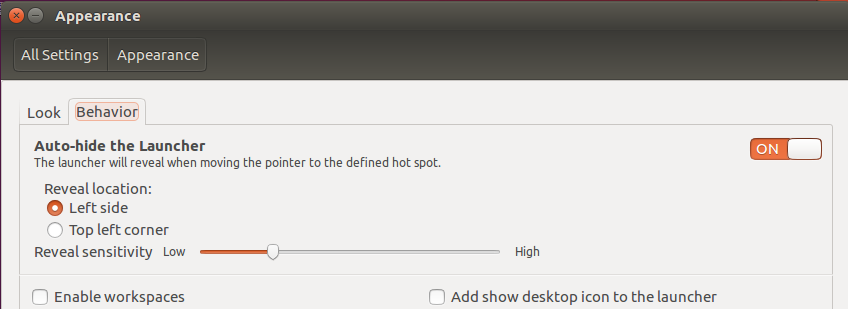 Appearance
All Settings Appearance
Look Behavior
Auto-hide the Launcher ON
The launcher will reveal when moving the pointer to the defined hot spot.
Reveal location:
Left side
Top left corner
Reveal sensitivity Low High
Enable workspaces Add show desktop icon to the launcher